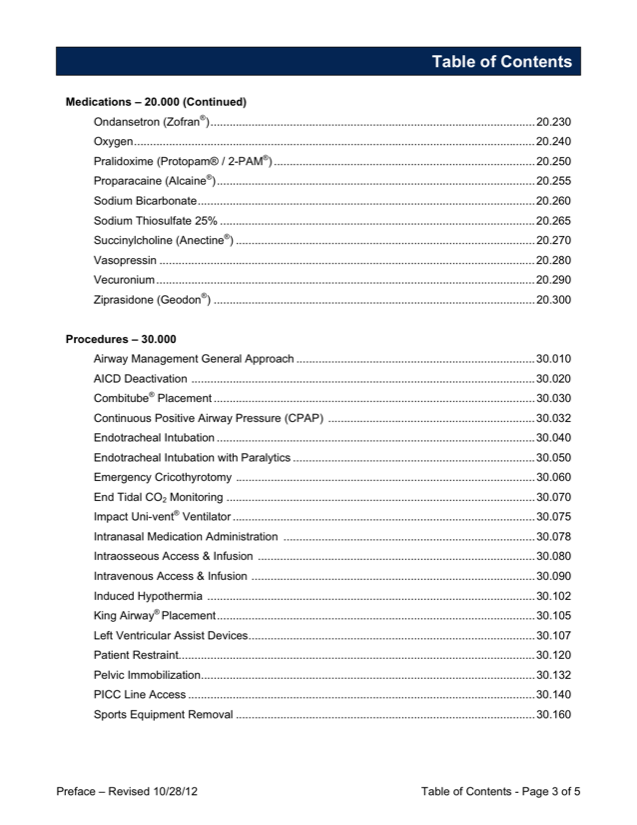 Table of Contents
Medications – 20.000 (Continued)
Ondansetron (Zofran®)....................20.230
Oxygen....................20.240
Pralidoxime (Protopam® / 2-PAM®)....................20.250
Proparacaine (Alcaine®)....................20.255
Sodium Bicarbonate....................20.260
Sodium Thiosulfate 25%....................20.265
Succinylcholine (Anectine®)....................20.270
Vasopressin....................20.280
Vecuronium....................20.290
Ziprasidone (Geodon®)....................20.300
Procedures – 30.000
Airway Management General Approach....................30.010
AICD Deactivation....................30.020
Combitube® Placement....................30.030
Continuous Positive Airway Pressure (CPAP)....................30.032
Endotracheal Intubation....................30.040
Endotracheal Intubation with Paralytics....................30.050
Emergency Cricothyrotomy....................30.060
End Tidal CO₂ Monitoring....................30.070
Impact Uni-vent® Ventilator....................30.075
Intranasal Medication Administration....................30.078
Intraosseous Access & Infusion....................30.080
Intravenous Access & Infusion....................30.090
Induced Hypothermia....................30.102
King Airway® Placement....................30.105
Left Ventricular Assist Devices....................30.107
Patient Restraint....................30.120
Pelvic Immobilization....................30.132
PICC Line Access....................30.140
Sports Equipment Removal....................30.160
Preface – Revised 10/28/12 Table of Contents - Page 3 of 5